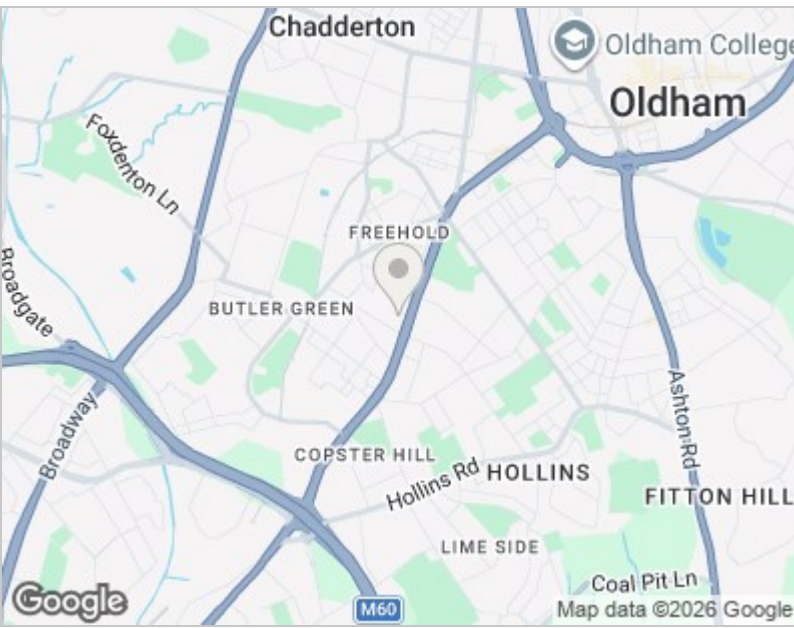 Chadderton
Oldham College
Oldham
Foxdenton Ln
FREEHOLD
Broadgate
BUTLER GREEN
Broadway
Ashton Rd
COPSTER HILL
Hollins Rd
HOLLINS
FITTON HILL
LIME SIDE
Coal Pit Ln
Google
M60
Map data ©2026 Google